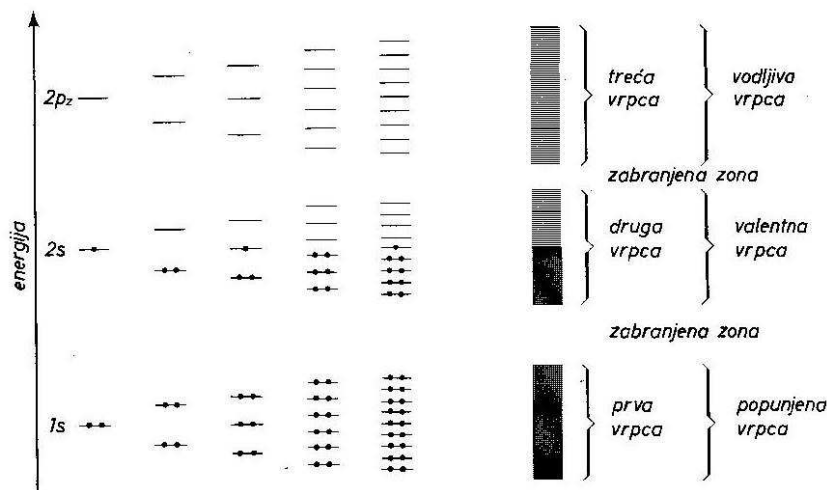 energija
2pz
2s
1s
treća
vrpca
vodljiva
vrpca
zabranjena zona
druga
vrpca
valentna
vrpca
zabranjena zona
prva
vrpca
popunjena
vrpca